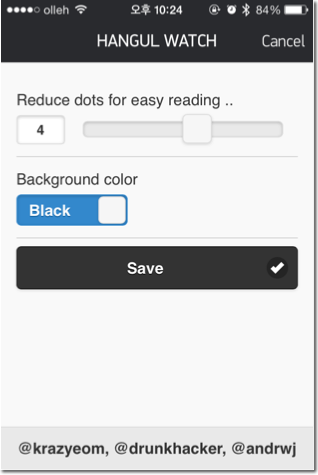 olleh 오후 10:24 84%
HANGUL WATCH Cancel
Reduce dots for easy reading ..
4
Background color
Black
Save
@krazyeom, @drunkhacker, @andrwj